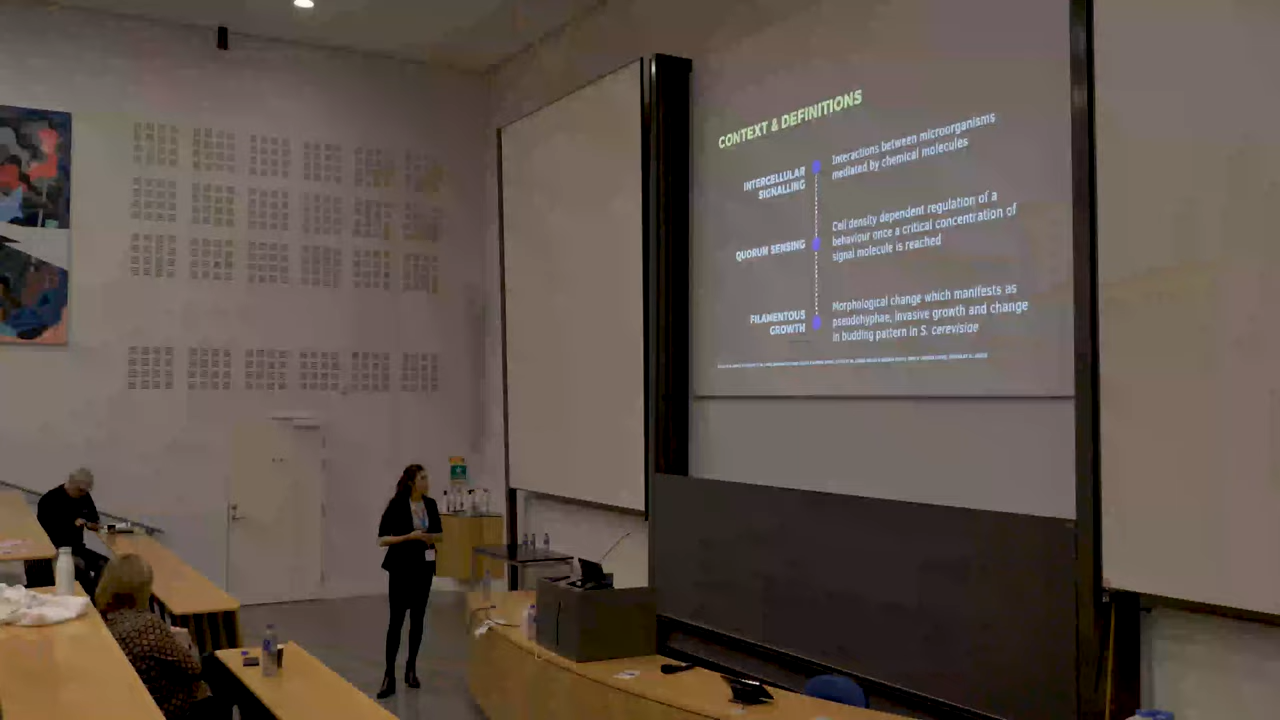 CONTEXT & DEFINITIONS
INTERCELLULAR
SIGNALLING
Interactions between microorganisms
mediated by chemical molecules
QUORUM SENSING
Cell density dependent regulation of a
behaviour once a critical concentration of
signal molecule is reached
FILAMENTOUS
GROWTH
Morphological change which manifests as
pseudohyphae, invasive growth and change
in budding pattern in S. cerevisiae